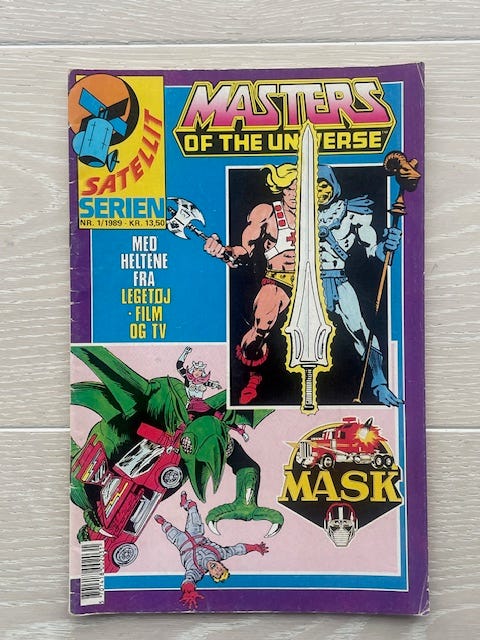 SATELLIT
SERIEN
NR. 1/1989 - KR. 13,50
MASTERS
OF THE UNIVERSE
MED
HELTENE
FRA
LEGETØJ
· FILM
OG TV
MASK